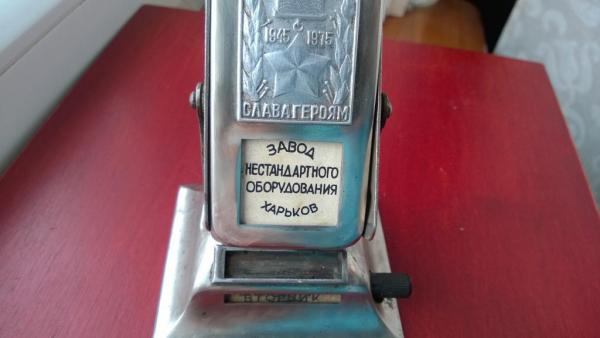 1945 1975
СЛАВА ГЕРОЯМ
ЗАВОД
НЕСТАНДАРТНОГО
ОБОРУДОВАНИЯ
ХАРЬКОВ
ВТОРНИК